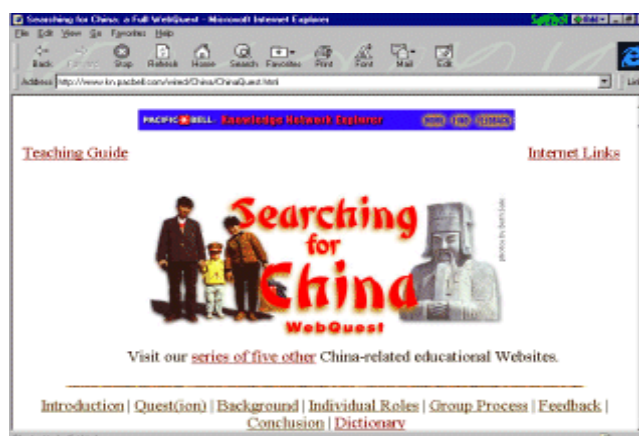 Searching for China; a Full WebQuest - Microsoft Internet Explorer
File Edit View Go Favorites Help
Back Forward Stop Refresh Home Search Favorites Print Font Mail Edit
Address http://www.kn.pacbell.com/wired/China/ChinaQuest.html
PACIFIC BELL Knowledge Network Explorer HOME FIND FEEDBACK
Teaching Guide Internet Links
Searching
for
China
WebQuest
Visit our series of five other China-related educational Websites.
Introduction | Quest(ion) | Background | Individual Roles | Group Process | Feedback |
Conclusion | Dictionary